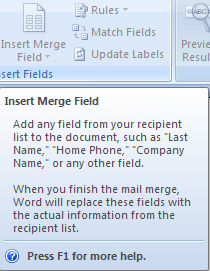 Insert Merge
Field
Rules
Match Fields
Update Labels
Previe
Resul
sert Fields
Insert Merge Field
Add any field from your recipient
list to the document, such as "Last
Name," "Home Phone," "Company
Name," or any other field.
When you finish the mail merge,
Word will replace these fields with
the actual information from the
recipient list.
Press F1 for more help.